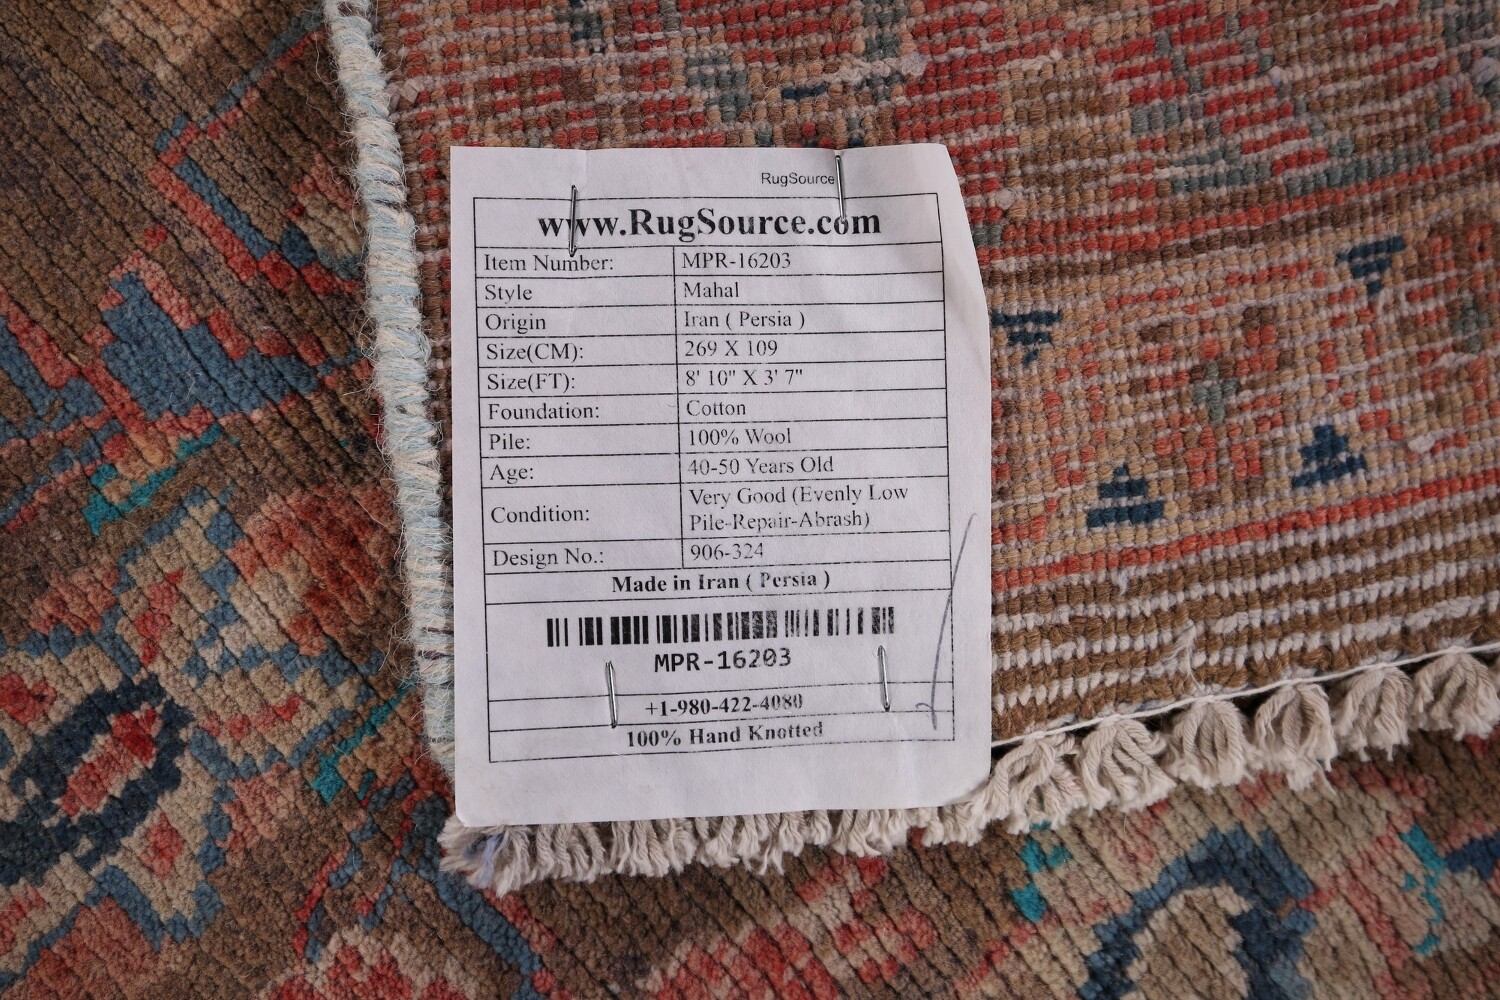 RugSource
www.RugSource.com
Item Number: MPR-16203
Style Mahal
Origin Iran ( Persia )
Size(CM): 269 X 109
Size(FT): 8' 10" X 3' 7"
Foundation: Cotton
Pile: 100% Wool
Age: 40-50 Years Old
Condition: Very Good (Evenly Low
Pile-Repair-Abrash)
Design No.: 906-324
Made in Iran ( Persia )
MPR-16203
+1-980-422-4080
100% Hand Knotted